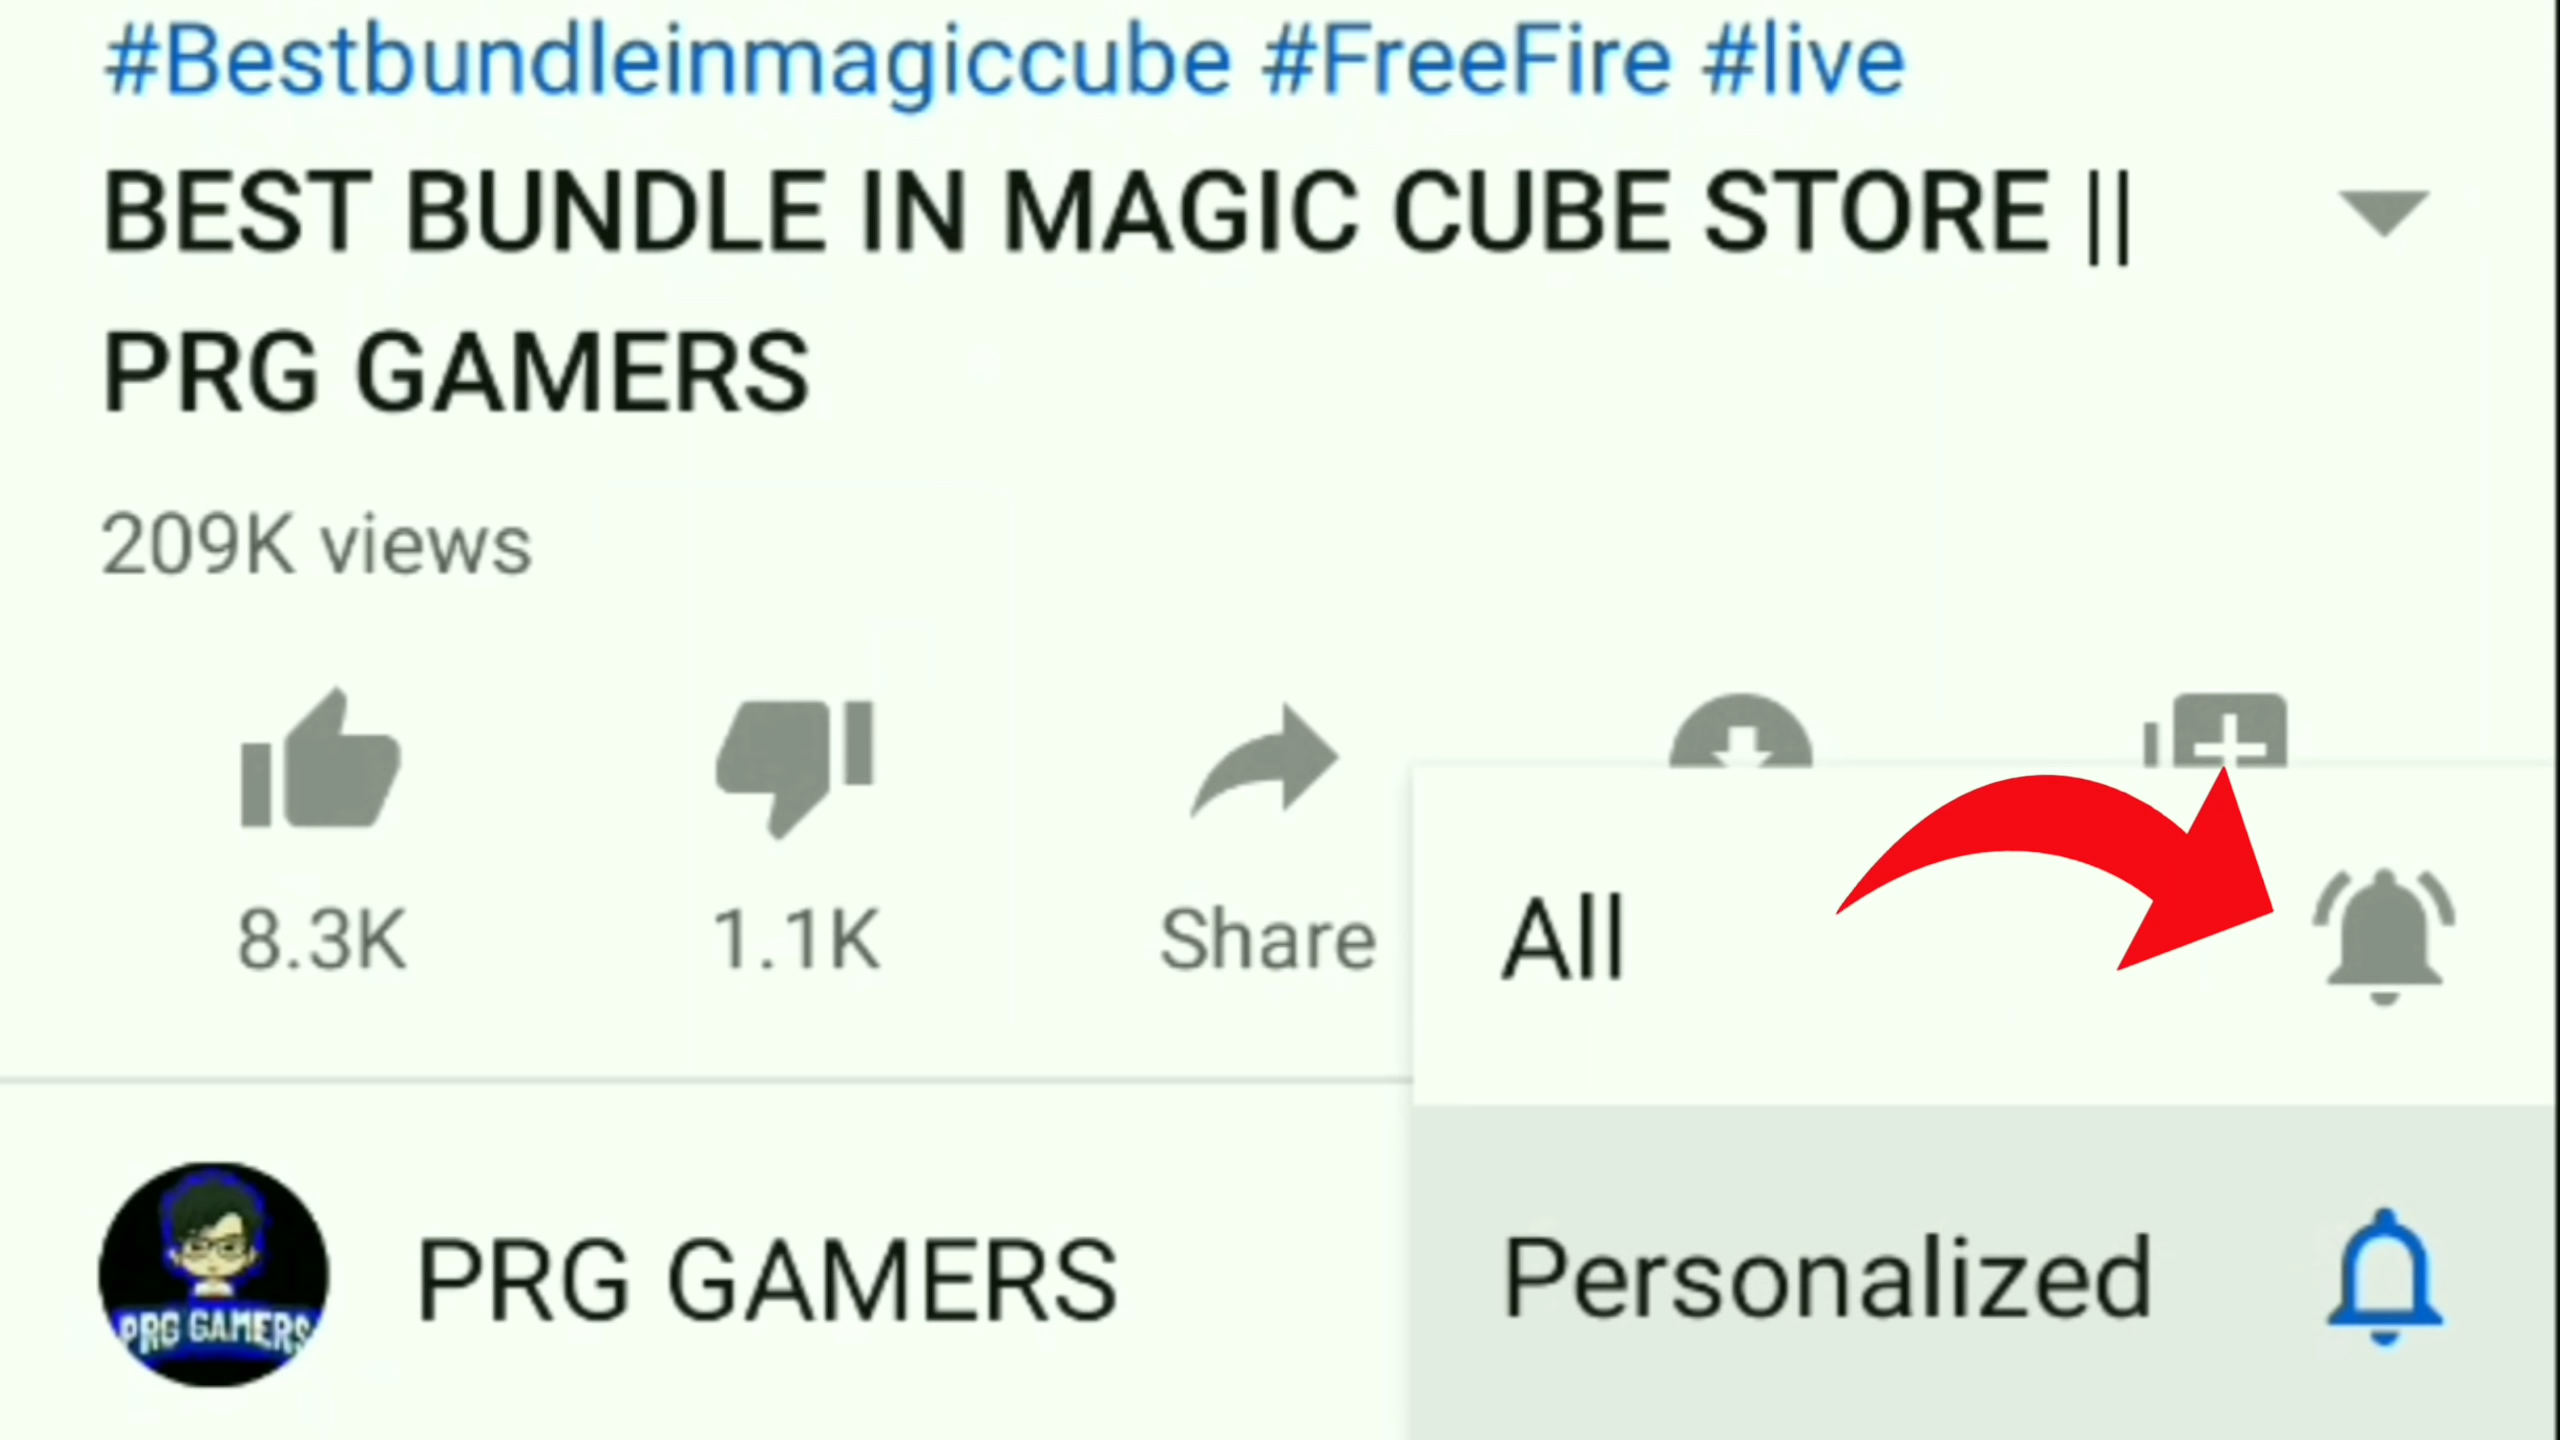 #Bestbundleinmagiccube #FreeFire #live
BEST BUNDLE IN MAGIC CUBE STORE ||
PRG GAMERS
209K views
8.3K
1.1K
Share
All
PRG GAMERS
PRG GAMERS
Personalized